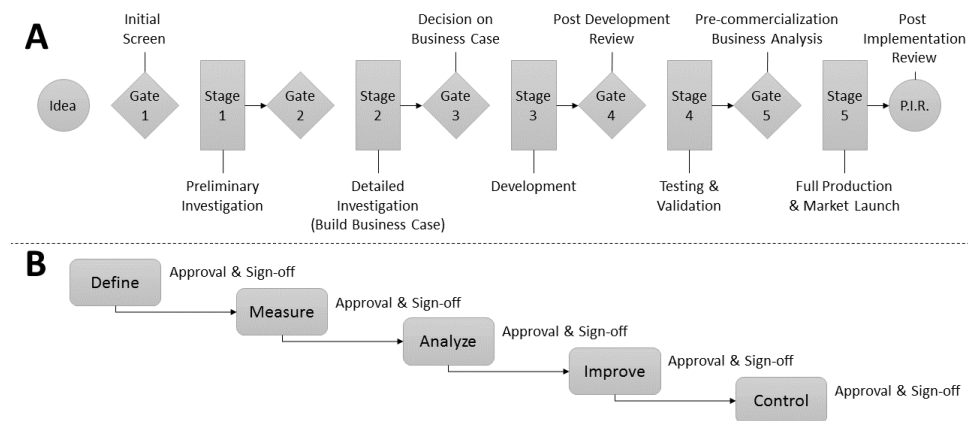 A
Initial
Screen
Decision on
Business Case
Post Development
Review
Pre-commercialization
Business Analysis
Post
Implementation
Review
Idea
Gate
1
Stage
1
Gate
2
Stage
2
Gate
3
Stage
3
Gate
4
Stage
4
Gate
5
Stage
5
P.I.R.
Preliminary
Investigation
Detailed
Investigation
(Build Business Case)
Development
Testing &
Validation
Full Production
& Market Launch
B
Define
Approval & Sign-off
Measure
Approval & Sign-off
Analyze
Approval & Sign-off
Improve
Approval & Sign-off
Control
Approval & Sign-off